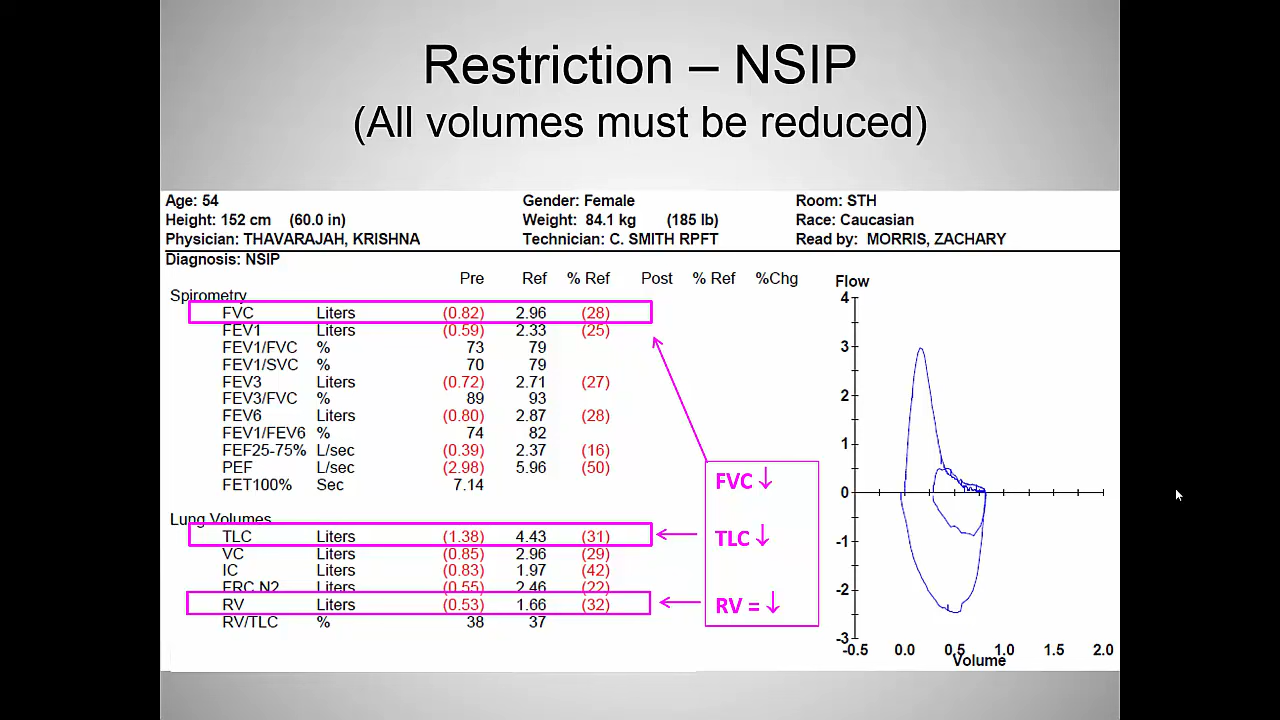 Restriction – NSIP
(All volumes must be reduced)
Age: 54 Gender: Female Room: STH
Height: 152 cm (60.0 in) Weight: 84.1 kg (185 lb) Race: Caucasian
Physician: THAVARAJAH, KRISHNA Technician: C. SMITH RPFT Read by: MORRIS, ZACHARY
Diagnosis: NSIP
Pre Ref % Ref Post % Ref %Chg
Spirometry
FVC Liters (0.82) 2.96 (28)
FEV1 Liters (0.59) 2.33 (25)
FEV1/FVC % 73 79
FEV1/SVC % 70 79
FEV3 Liters (0.72) 2.71 (27)
FEV3/FVC % 89 93
FEV6 Liters (0.80) 2.87 (28)
FEV1/FEV6 % 74 82
FEF25-75% L/sec (0.39) 2.37 (16)
PEF L/sec (2.98) 5.96 (50)
FET100% Sec 7.14
Lung Volumes
TLC Liters (1.38) 4.43 (31)
VC Liters (0.85) 2.96 (29)
IC Liters (0.83) 1.97 (42)
FRC N2 Liters (0.55) 2.46 (22)
RV Liters (0.53) 1.66 (32)
RV/TLC % 38 37
FVC ↓
TLC ↓
RV = ↓
Flow
4
3
2
1
0
-1
-2
-3
-0.5 0.0 0.5 1.0 1.5 2.0
Volume